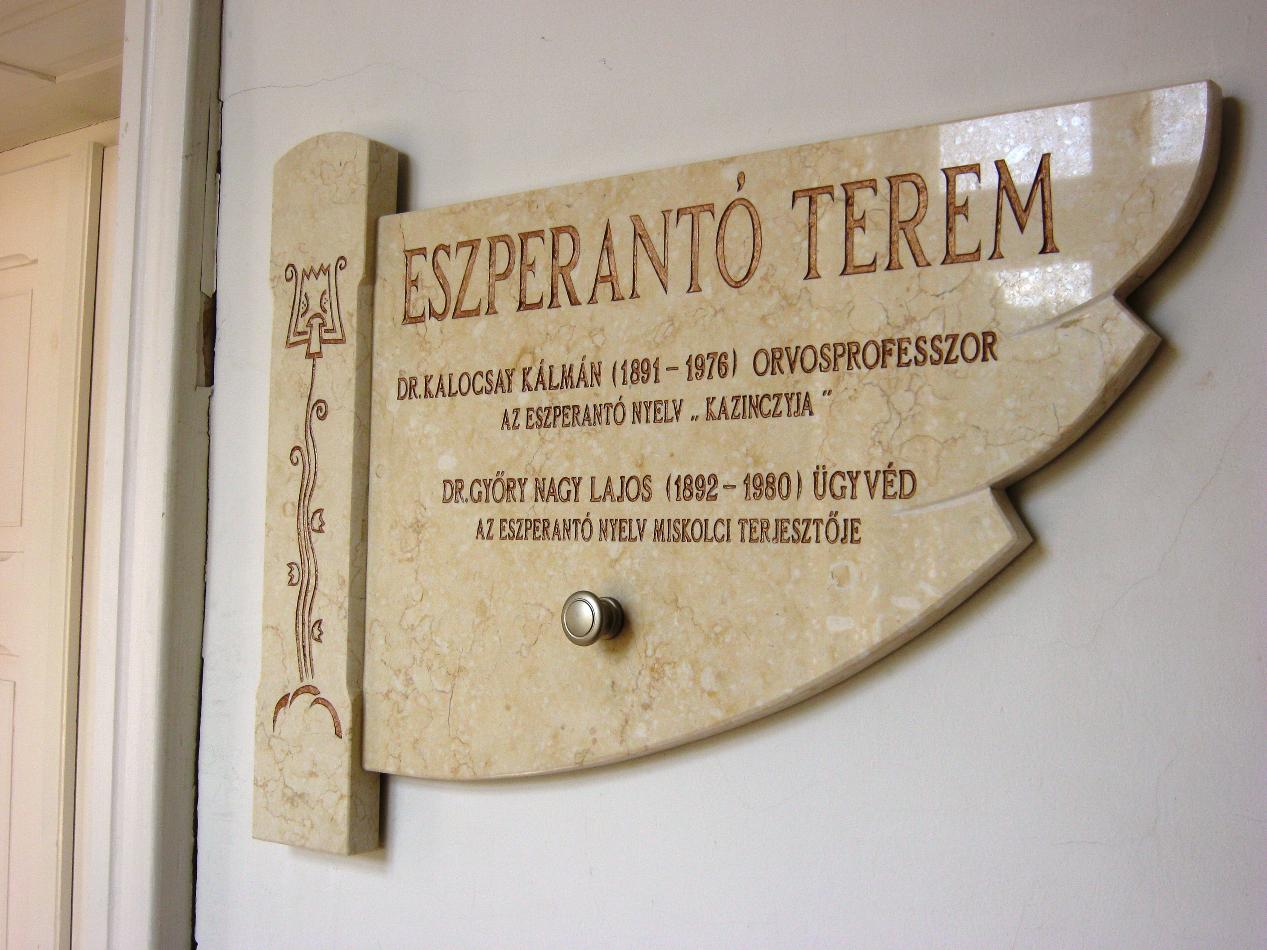 ESZPERANTÓ TEREM
DR.KALOCSAY KÁLMÁN (1891 – 1976) ORVOSPROFESSZOR
AZ ESZPERANTÓ NYELV „ KAZINCZYJA ”
DR.GYŐRY NAGY LAJOS (1892 – 1980) ÜGYVÉD
AZ ESZPERANTÓ NYELV MISKOLCI TERJESZTŐJE